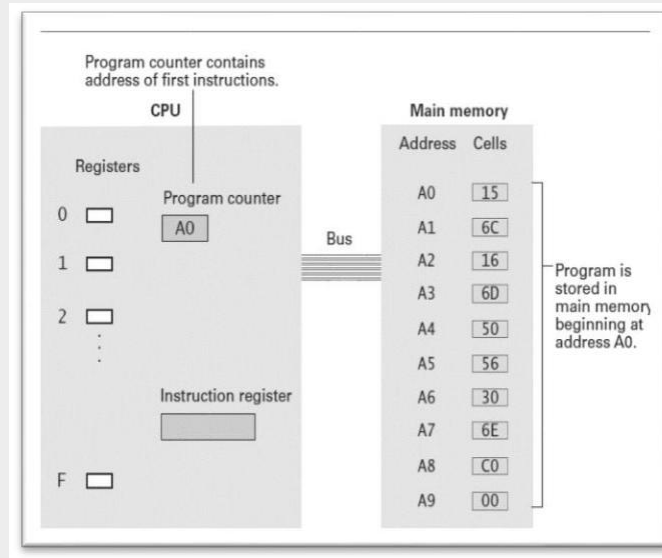 Program counter contains
address of first instructions.
CPU
Main memory
Address Cells
Registers
Program counter
A0
Bus
0
1
2
F
Instruction register
A0 15
A1 6C
A2 16
A3 6D
A4 50
A5 56
A6 30
A7 6E
A8 C0
A9 00
Program is
stored in
main memory
beginning at
address A0.